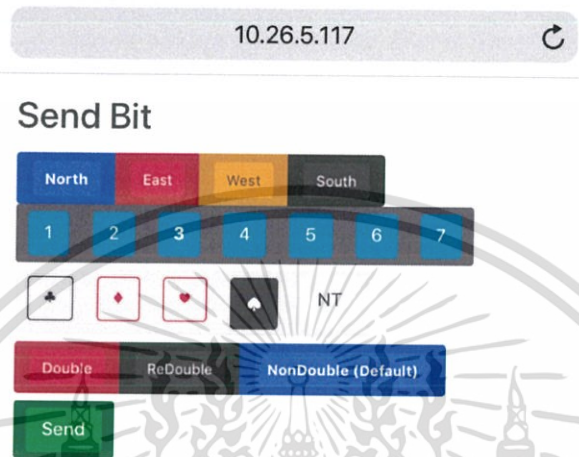 10.26.5.117
Send Bit
North East West South
1 2 3 4 5 6 7
♣ ♦ ♥ ♠ NT
Double ReDouble NonDouble (Default)
Send